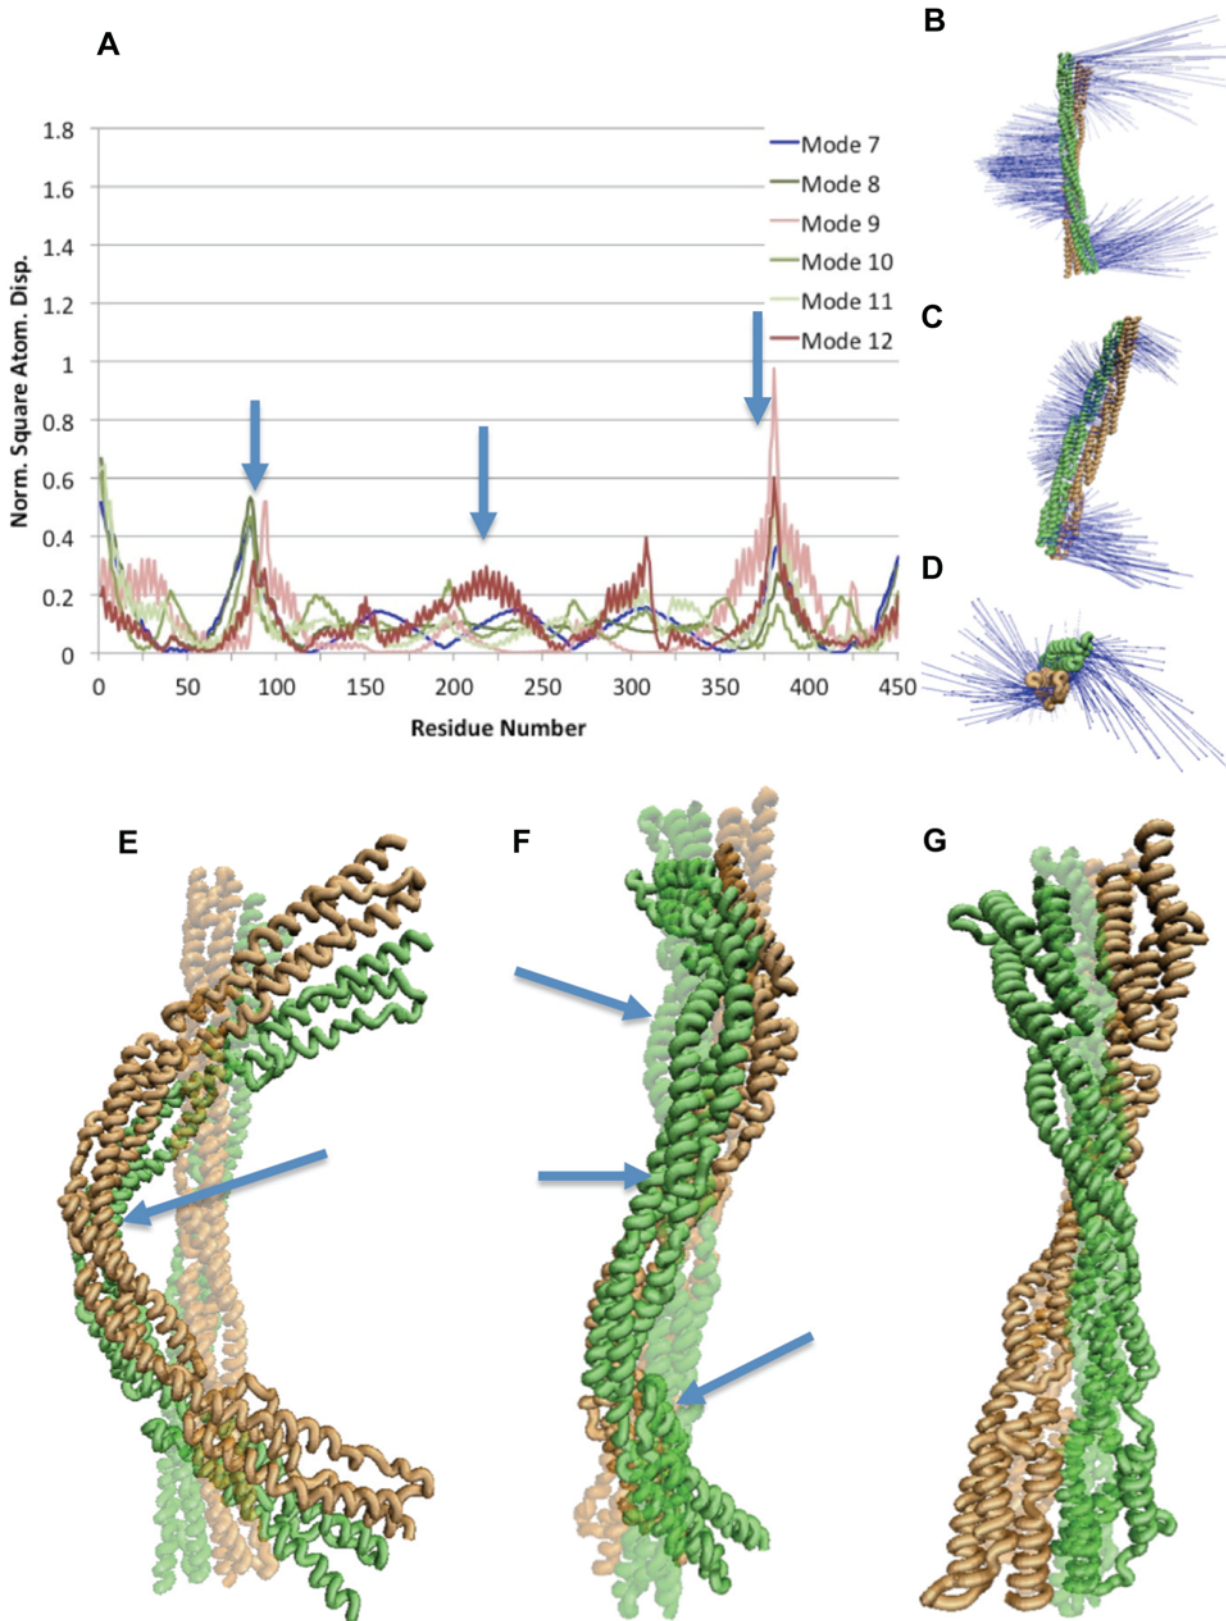 A
B
1.8
1.6
1.4
1.2
1
0.8
0.6
0.4
0.2
0
Norm. Square Atom. Disp.
Mode 7
Mode 8
Mode 9
Mode 10
Mode 11
Mode 12
0 50 100 150 200 250 300 350 400 450
Residue Number
C
D
E
F
G